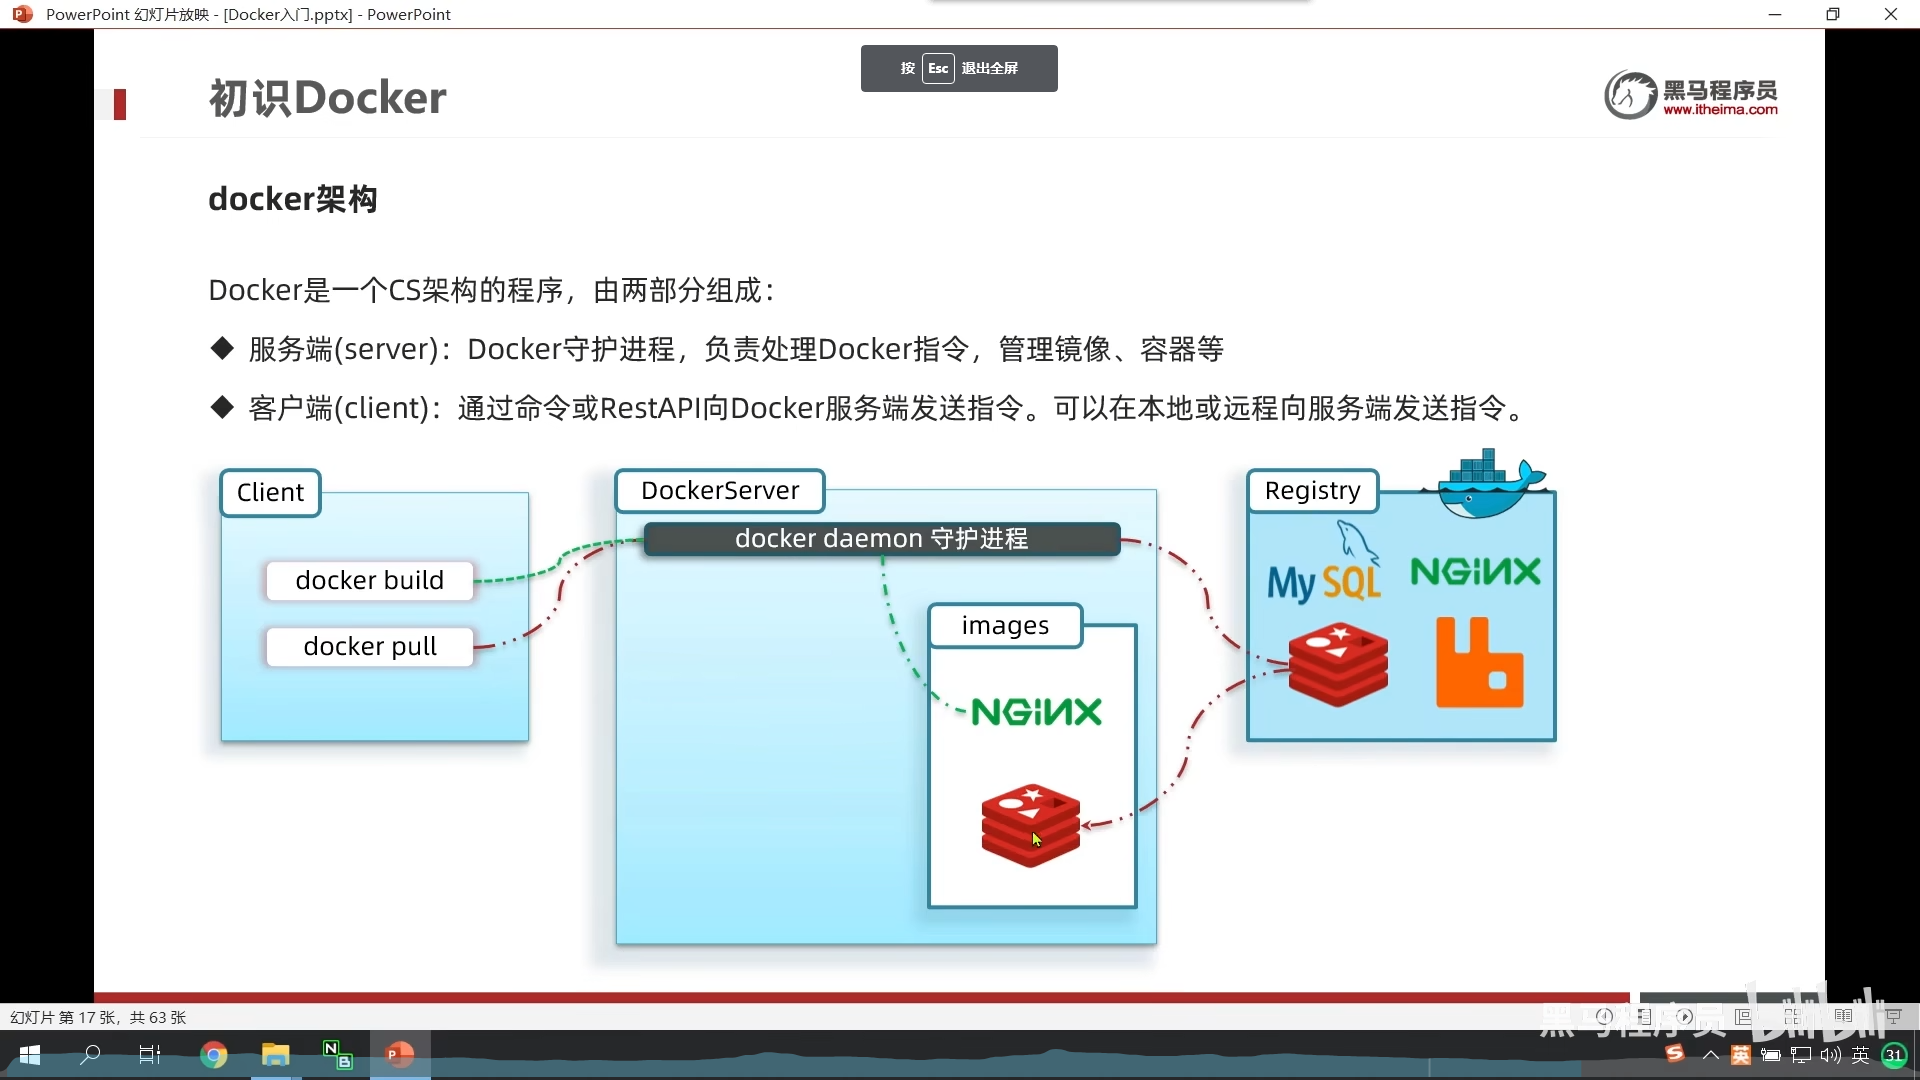 PowerPoint 幻灯片放映 - [Docker入门.pptx] - PowerPoint
按 Esc 退出全屏
初识Docker
黑马程序员
www.itheima.com
docker架构
Docker是一个CS架构的程序，由两部分组成：
◆ 服务端(server)：Docker守护进程，负责处理Docker指令，管理镜像、容器等
◆ 客户端(client)：通过命令或RestAPI向Docker服务端发送指令。可以在本地或远程向服务端发送指令。
Client
docker build
docker pull
DockerServer
docker daemon 守护进程
images
NGINX
Registry
MySQL
NGINX
幻灯片 第 17 张，共 63 张
黑马程序员 bilibili
N
B
P
S
英
英
31